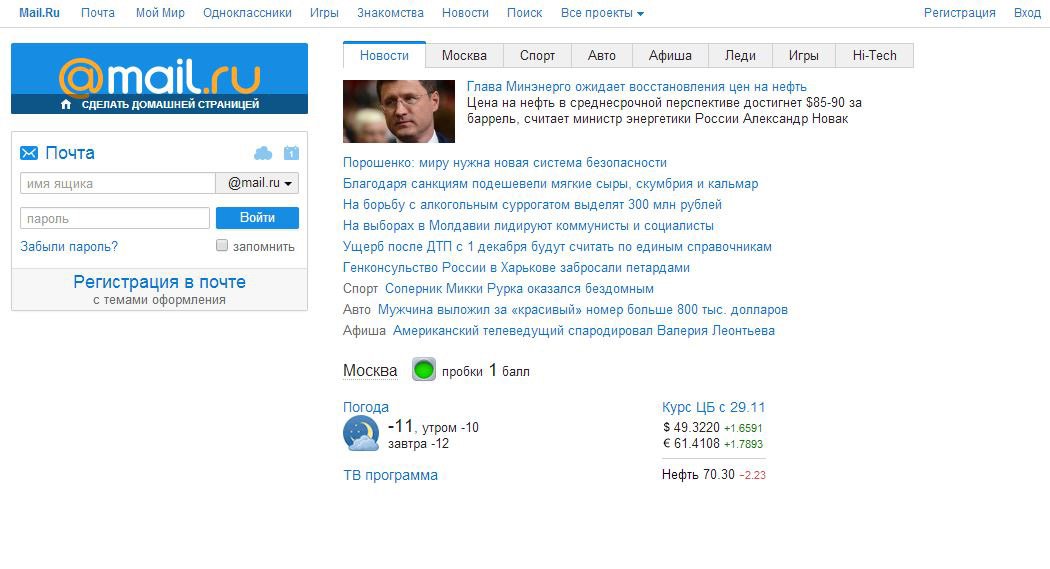 Mail.Ru Почта Мой Мир Одноклассники Игры Знакомства Новости Поиск Все проекты Регистрация Вход
@mail.ru
СДЕЛАТЬ ДОМАШНЕЙ СТРАНИЦЕЙ
Почта 1
имя ящика @mail.ru
пароль Войти
Забыли пароль? запомнить
Регистрация в почте
с темами оформления
Новости Москва Спорт Авто Афиша Леди Игры Hi-Tech
Глава Минэнерго ожидает восстановления цен на нефть
Цена на нефть в среднесрочной перспективе достигнет $85-90 за
баррель, считает министр энергетики России Александр Новак
Порошенко: миру нужна новая система безопасности
Благодаря санкциям подешевели мягкие сыры, скумбрия и кальмар
На борьбу с алкогольным суррогатом выделят 300 млн рублей
На выборах в Молдавии лидируют коммунисты и социалисты
Ущерб после ДТП с 1 декабря будут считать по единым справочникам
Генконсульство России в Харькове забросали петардами
Спорт Соперник Микки Рурка оказался бездомным
Авто Мужчина выложил за «красивый» номер больше 800 тыс. долларов
Афиша Американский телеведущий спародировал Валерия Леонтьева
Москва пробки 1 балл
Погода
-11, утром -10
завтра -12
ТВ программа
Курс ЦБ с 29.11
$ 49.3220 +1.6591
€ 61.4108 +1.7893
Нефть 70.30 −2.23